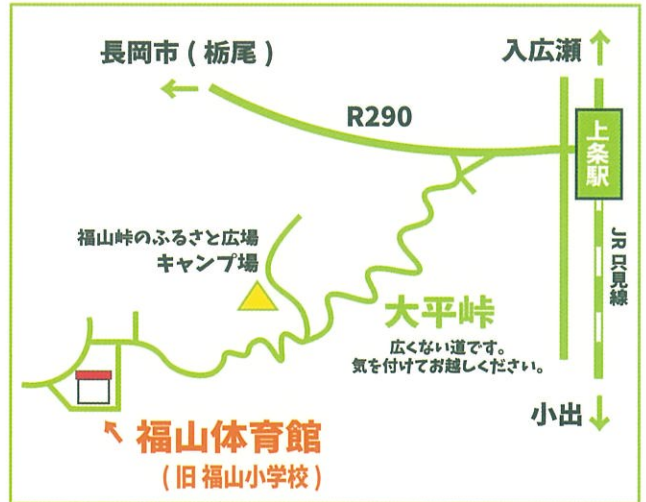 長岡市 ( 栃尾 )
入広瀬
R290
上条駅
JR 只見線
福山峠のふるさと広場
キャンプ場
大平峠
広くない道です。
気を付けてお越しください。
小出
福山体育館
( 旧 福山小学校 )